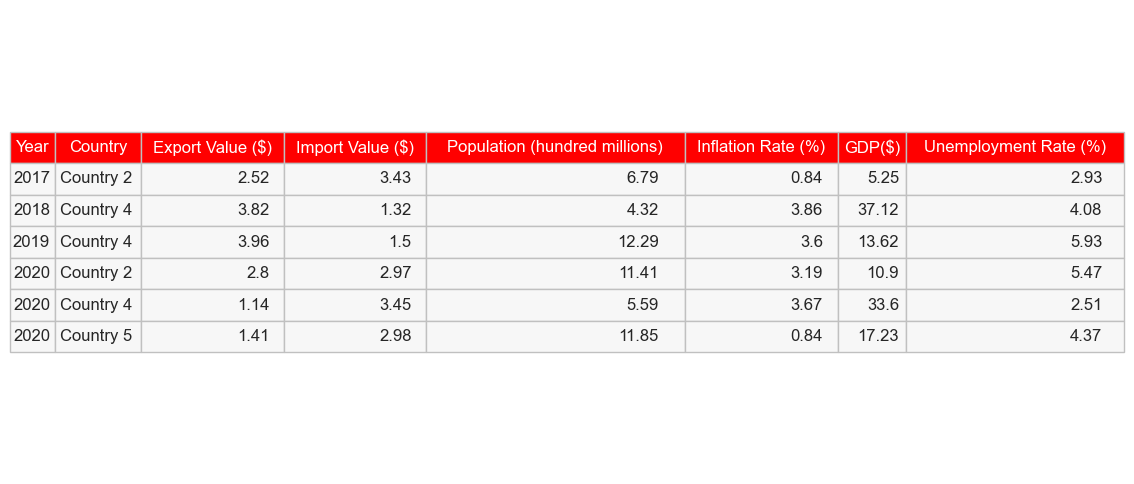 Year Country Export Value ($) Import Value ($) Population (hundred millions) Inflation Rate (%) GDP($) Unemployment Rate (%)
2017 Country 2 2.52 3.43 6.79 0.84 5.25 2.93
2018 Country 4 3.82 1.32 4.32 3.86 37.12 4.08
2019 Country 4 3.96 1.5 12.29 3.6 13.62 5.93
2020 Country 2 2.8 2.97 11.41 3.19 10.9 5.47
2020 Country 4 1.14 3.45 5.59 3.67 33.6 2.51
2020 Country 5 1.41 2.98 11.85 0.84 17.23 4.37